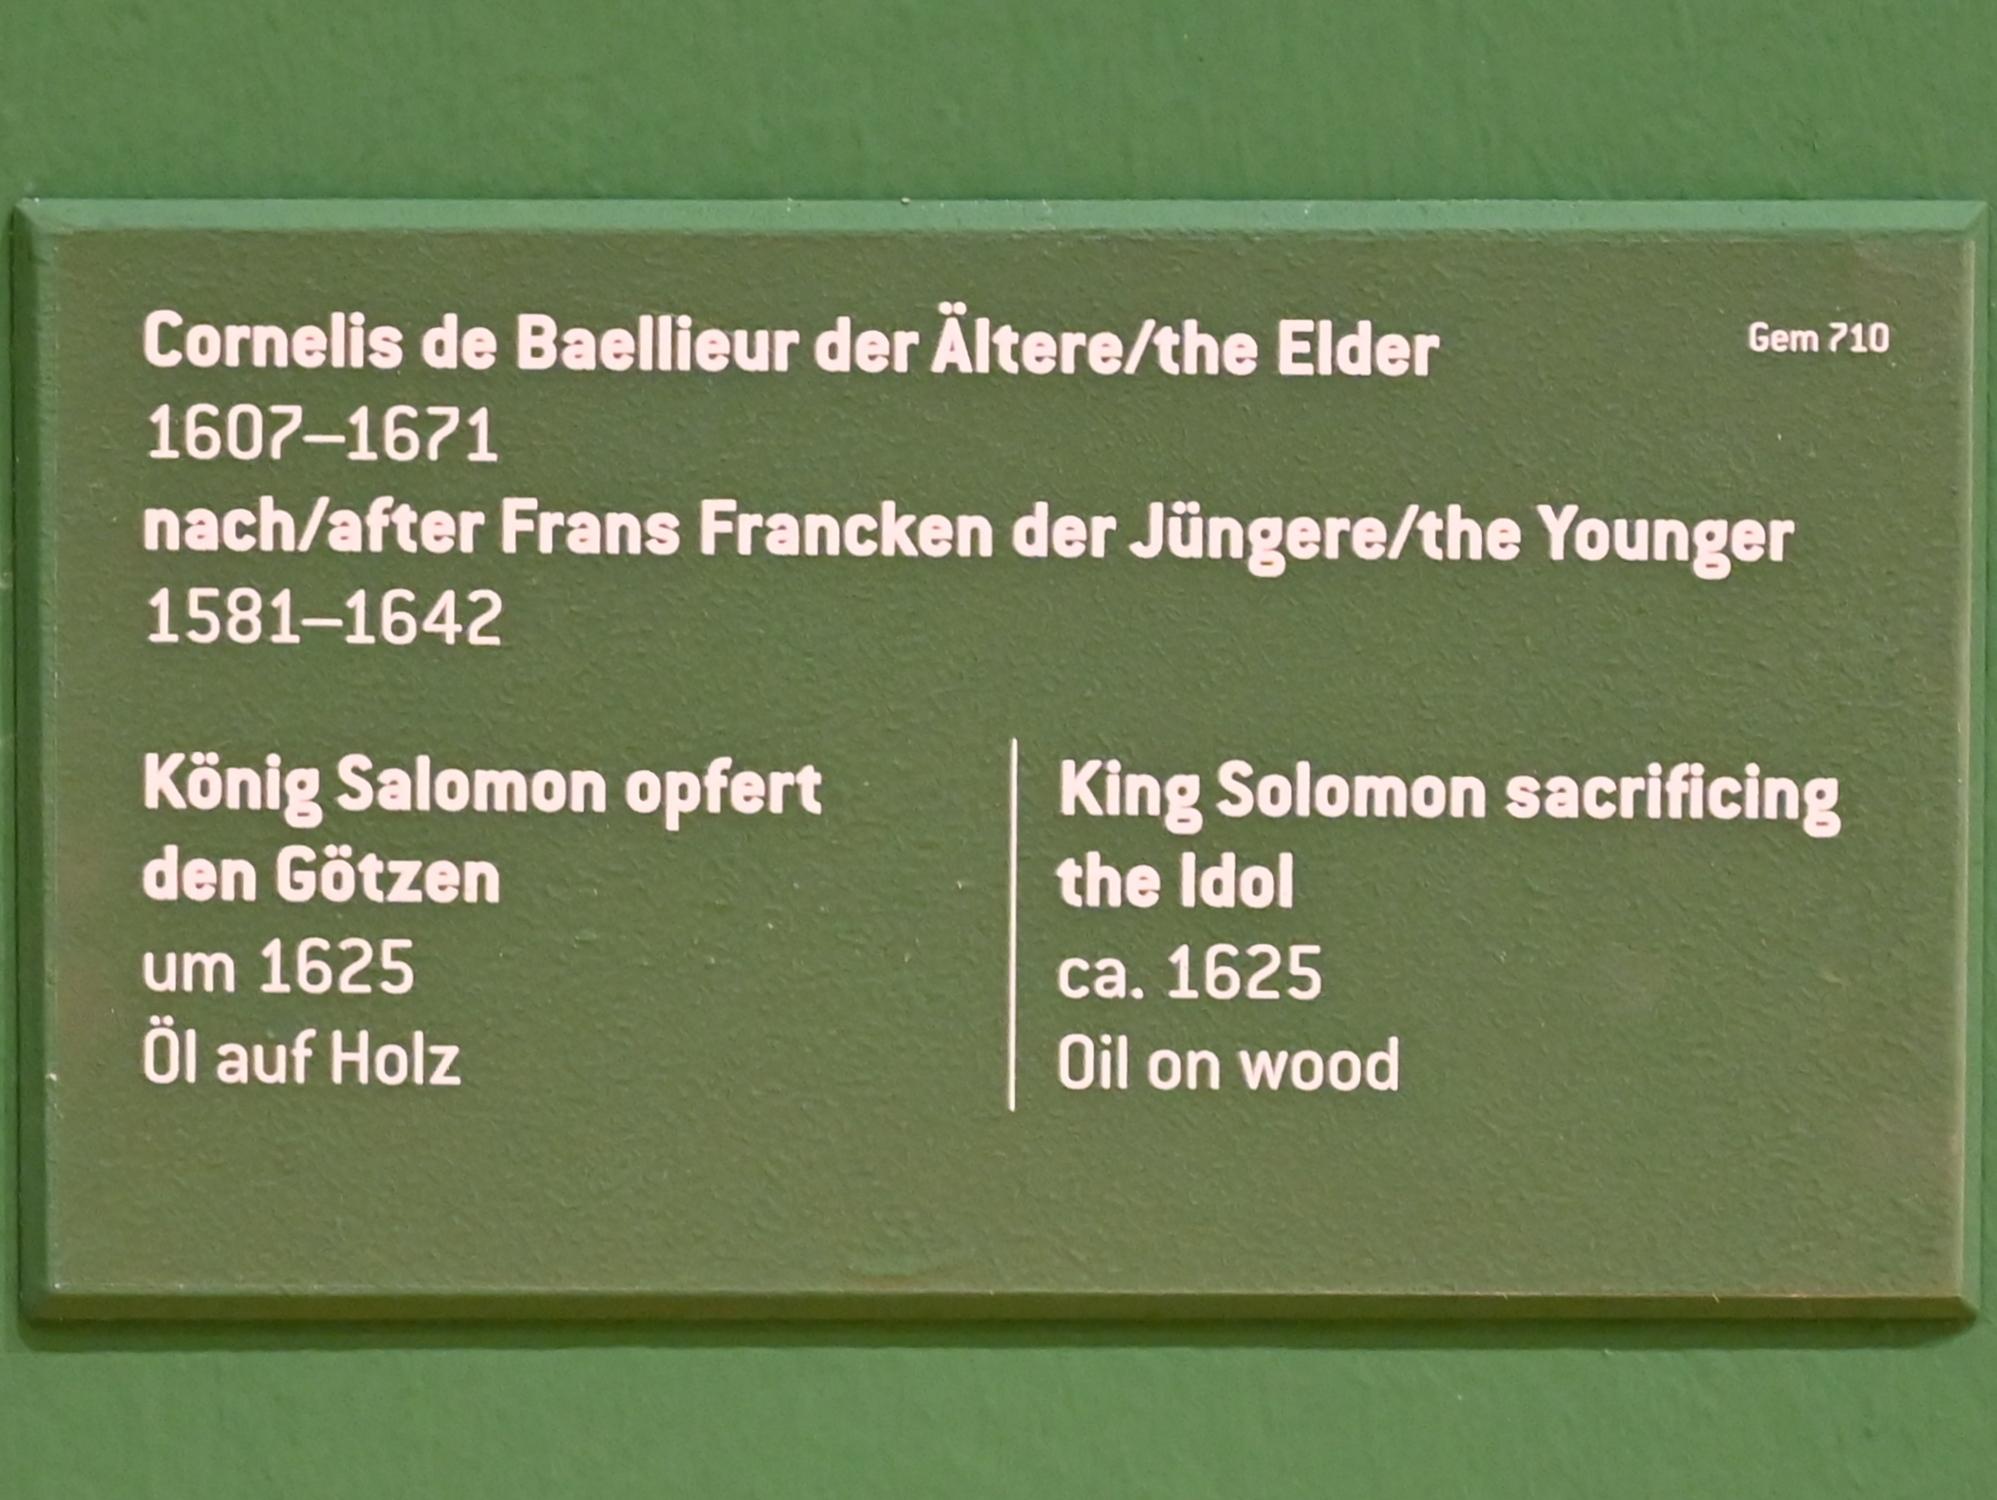 Cornelis de Baellieur der Ältere/the Elder
Gem 710
1607–1671
nach/after Frans Francken der Jüngere/the Younger
1581–1642
König Salomon opfert
den Götzen
um 1625
Öl auf Holz
King Solomon sacrificing
the Idol
ca. 1625
Oil on wood